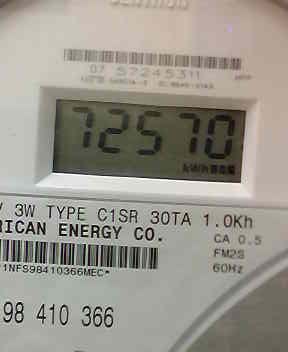 07 57245311
72570
kWh
V 3W TYPE C1SR 30TA 1.0Kh
RICAN ENERGY CO.
CA 0.5
FM2S
60Hz
1NFS98410366MEC*
98 410 366